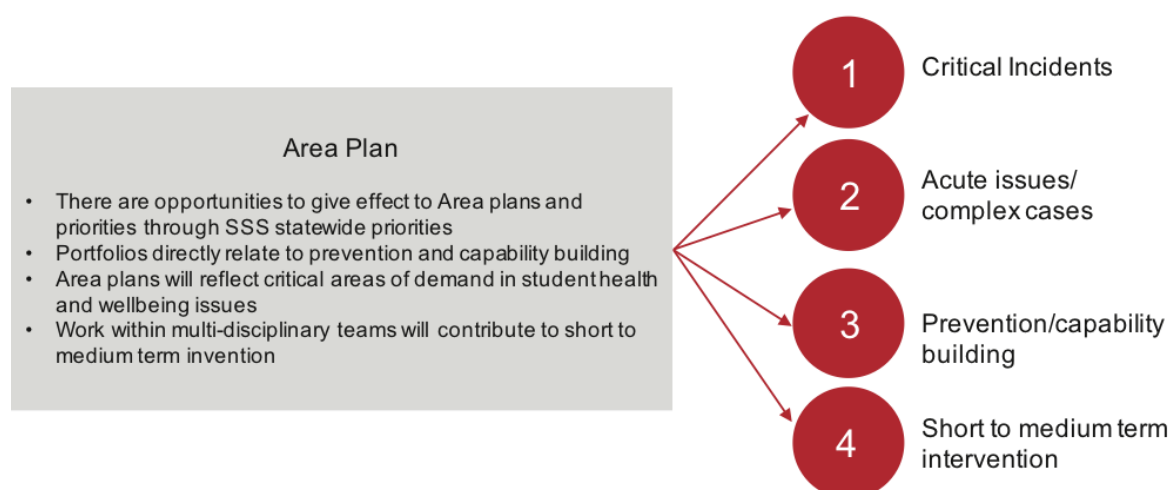 Area Plan
• There are opportunities to give effect to Area plans and
priorities through SSS statewide priorities
• Portfolios directly relate to prevention and capability building
• Area plans will reflect critical areas of demand in student health
and wellbeing issues
• Work within multi-disciplinary teams will contribute to short to
medium term invention
1
Critical Incidents
2
Acute issues/
complex cases
3
Prevention/capability
building
4
Short to medium term
intervention